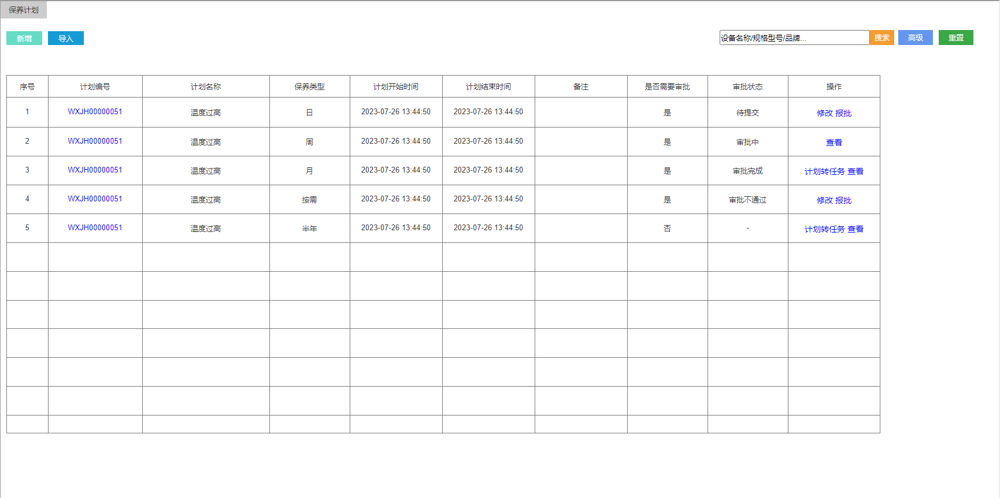 保养计划
新增 导入 设备名称/规格型号/品牌... 搜索 高级 重置
序号 计划编号 计划名称 保养类型 计划开始时间 计划结束时间 备注 是否需要审批 审批状态 操作
1 WXJH00000051 温度过高 日 2023-07-26 13:44:50 2023-07-26 13:44:50 是 待提交 修改 报批
2 WXJH00000051 温度过高 周 2023-07-26 13:44:50 2023-07-26 13:44:50 是 审批中 查看
3 WXJH00000051 温度过高 月 2023-07-26 13:44:50 2023-07-26 13:44:50 是 审批完成 计划转任务 查看
4 WXJH00000051 温度过高 按需 2023-07-26 13:44:50 2023-07-26 13:44:50 是 审批不通过 修改 报批
5 WXJH00000051 温度过高 半年 2023-07-26 13:44:50 2023-07-26 13:44:50 否 - 计划转任务 查看